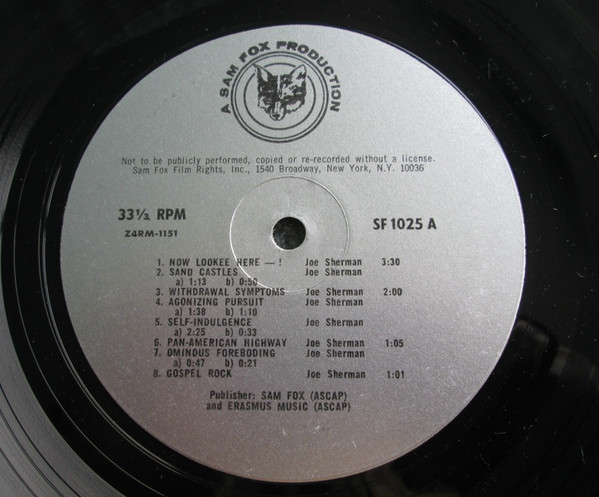 A SAM FOX PRODUCTION
Not to be publicly performed, copied or re-recorded without a license.
Sam Fox Film Rights, Inc., 1540 Broadway, New York, N.Y. 10036
33⅓ RPM
SF 1025 A
Z4RM-1151
1. NOW LOOKEE HERE — ! Joe Sherman 3:30
2. SAND CASTLES Joe Sherman
a) 1:13 b) 0:50
3. WITHDRAWAL SYMPTOMS Joe Sherman 2:00
4. AGONIZING PURSUIT Joe Sherman
a) 1:38 b) 1:10
5. SELF-INDULGENCE Joe Sherman
a) 2:25 b) 0:33
6. PAN-AMERICAN HIGHWAY Joe Sherman 1:05
7. OMINOUS FOREBODING Joe Sherman
a) 0:47 b) 0:21
8. GOSPEL ROCK Joe Sherman 1:01
Publisher: SAM FOX (ASCAP)
and ERASMUS MUSIC (ASCAP)